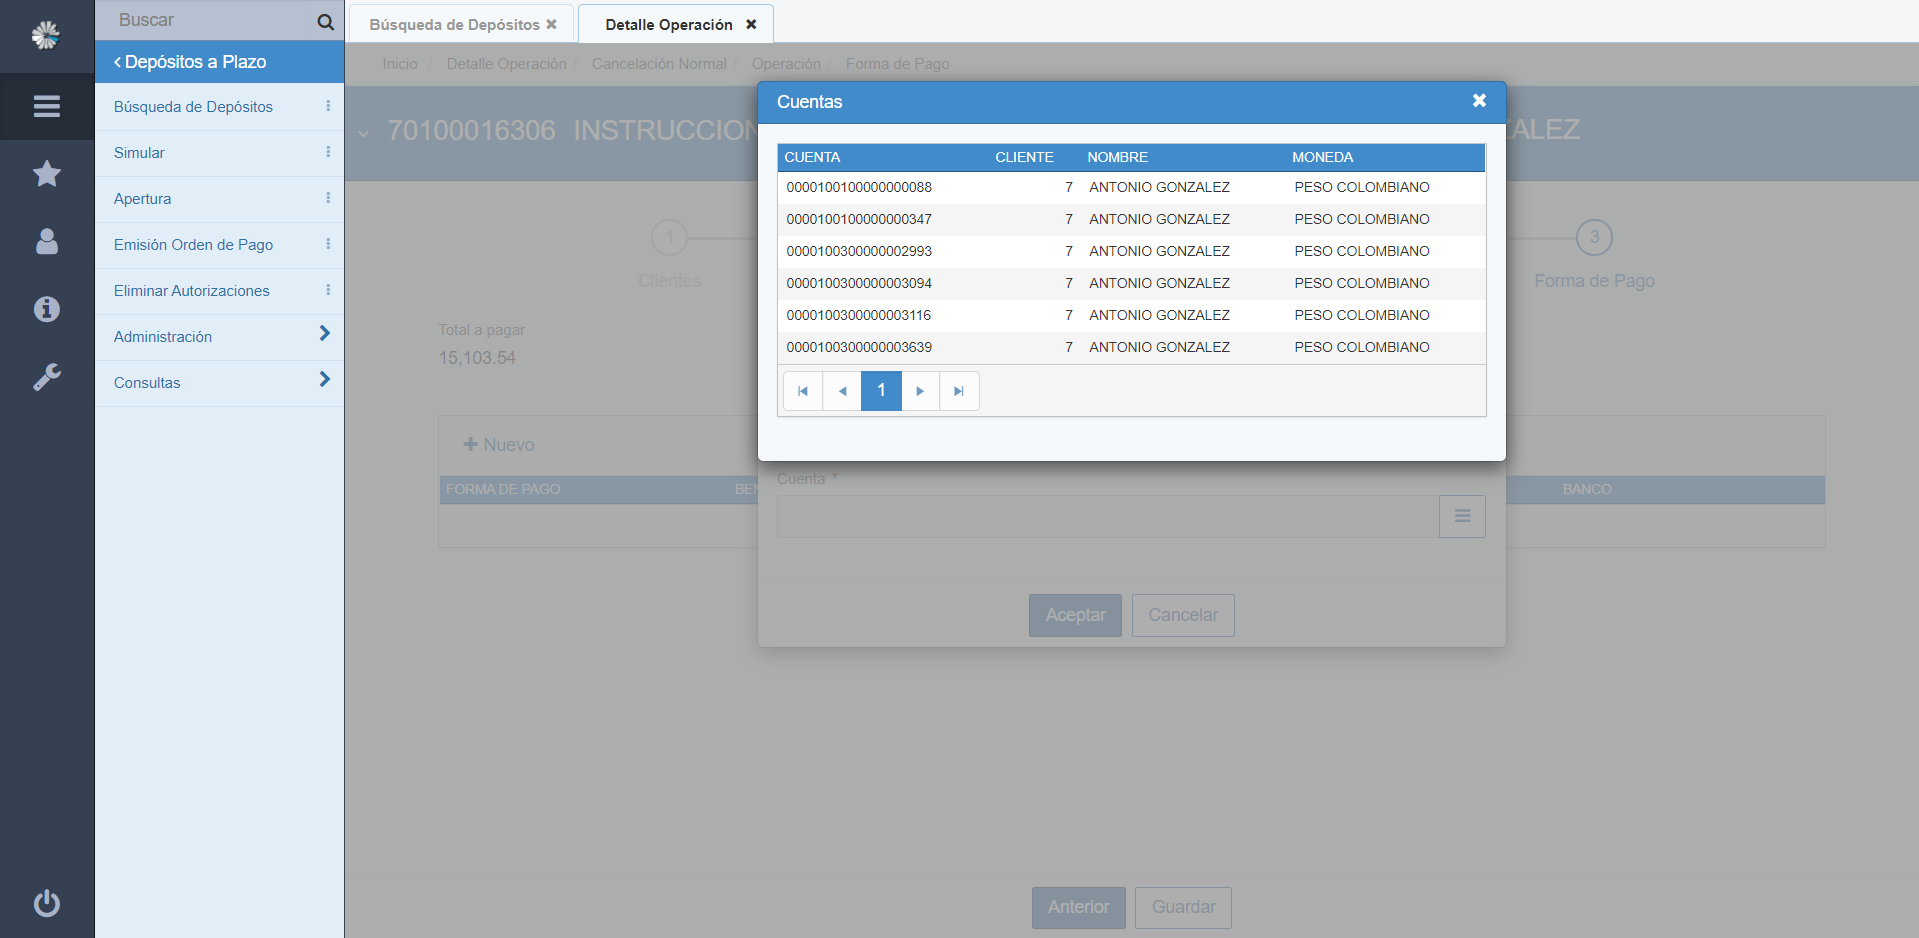 Buscar
Depósitos a Plazo
Búsqueda de Depósitos
Simular
Apertura
Emisión Orden de Pago
Eliminar Autorizaciones
Administración
Consultas
Búsqueda de Depósitos
Detalle Operación
Inicio / Detalle Operación / Cancelación Normal / Operación / Forma de Pago
70100016306 INSTRUCCION ALEZ
1
Clientes
3
Forma de Pago
Total a pagar
15,103.54
Nuevo
FORMA DE PAGO BEN BANCO
Cuentas
CUENTA CLIENTE NOMBRE MONEDA
0000100100000000088 7 ANTONIO GONZALEZ PESO COLOMBIANO
0000100100000000347 7 ANTONIO GONZALEZ PESO COLOMBIANO
0000100300000002993 7 ANTONIO GONZALEZ PESO COLOMBIANO
0000100300000003094 7 ANTONIO GONZALEZ PESO COLOMBIANO
0000100300000003116 7 ANTONIO GONZALEZ PESO COLOMBIANO
0000100300000003639 7 ANTONIO GONZALEZ PESO COLOMBIANO
1
Cuenta *
Aceptar Cancelar
Anterior Guardar